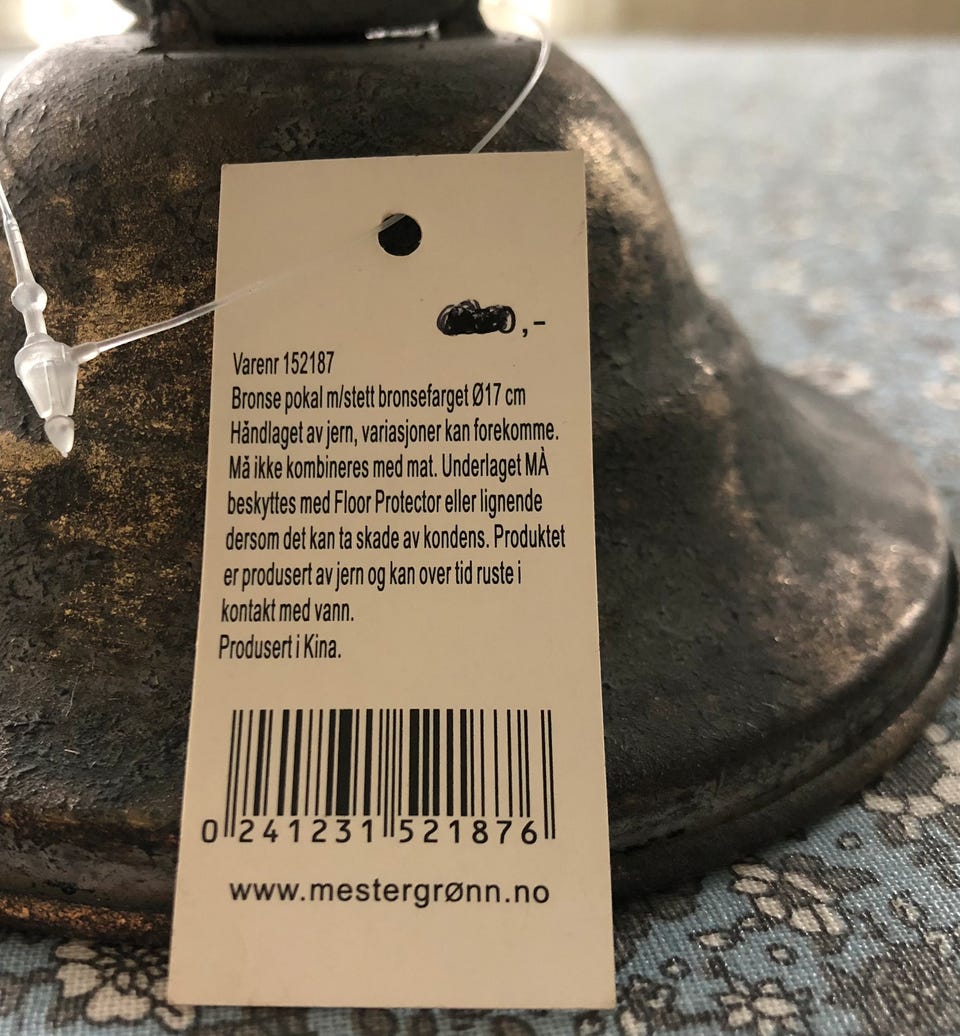 ,-
Varenr 152187
Bronse pokal m/stett bronsefarget Ø17 cm
Håndlaget av jern, variasjoner kan forekomme.
Må ikke kombineres med mat. Underlaget MÀ
beskyttes med Floor Protector eller lignende
dersom det kan ta skade av kondens. Produktet
er produsert av jern og kan over tid ruste i
kontakt med vann.
Produsert i Kina.
0 241231 521876
www.mestergrønn.no